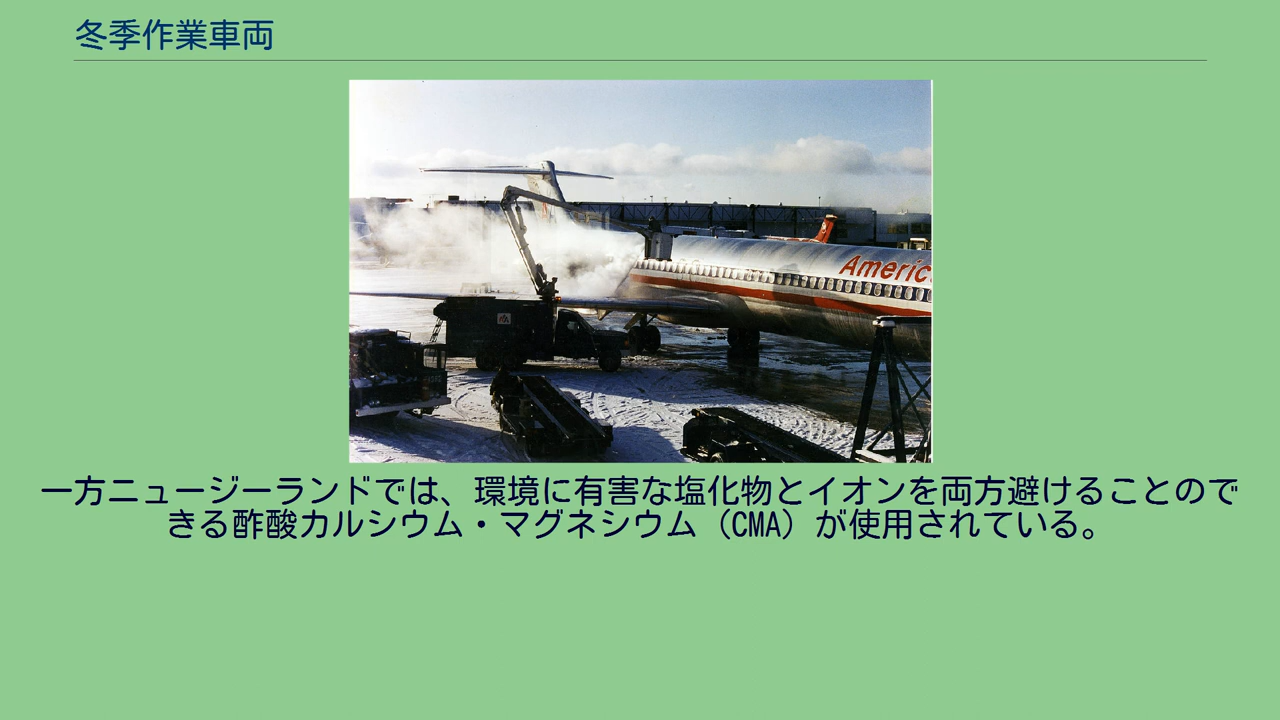 冬季作業車両
Americ
一方ニュージーランドでは、環境に有害な塩化物とイオンを両方避けることので
きる酢酸カルシウム・マグネシウム（CMA）が使用されている。